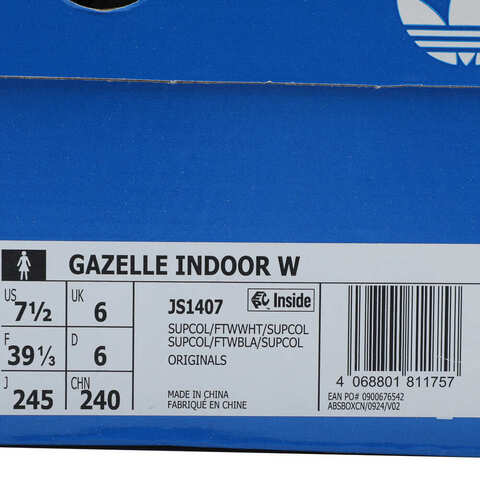 GAZELLE INDOOR W
US 7½ UK 6
F 39⅓ D 6
J 245 CHN 240
JS1407 Inside
SUPCOL/FTWWHT/SUPCOL
SUPCOL/FTWBLA/SUPCOL
ORIGINALS
MADE IN CHINA
FABRIQUÉ EN CHINE
4 068801 811757
EAN PO# 0900676542
ABSBOXCN/0924/V02